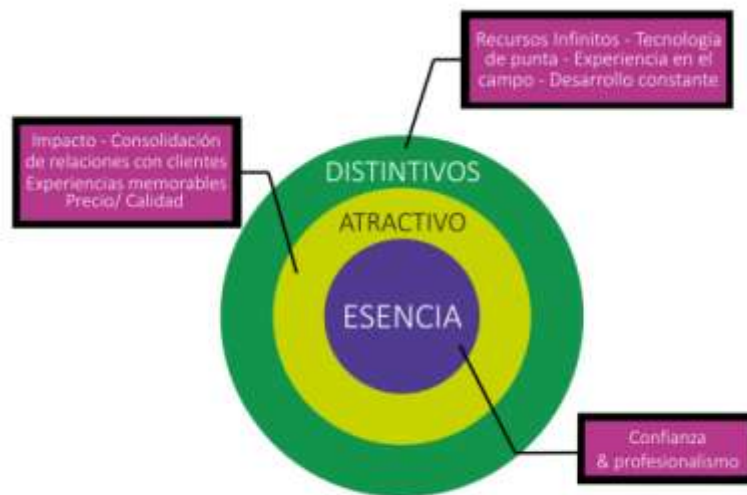 Recursos Infinitos - Tecnología
de punta - Experiencia en el
campo - Desarrollo constante
Impacto - Consolidación
de relaciones con clientes
Experiencias memorables
Precio/ Calidad
DISTINTIVOS
ATRACTIVO
ESENCIA
Confianza
& profesionalismo